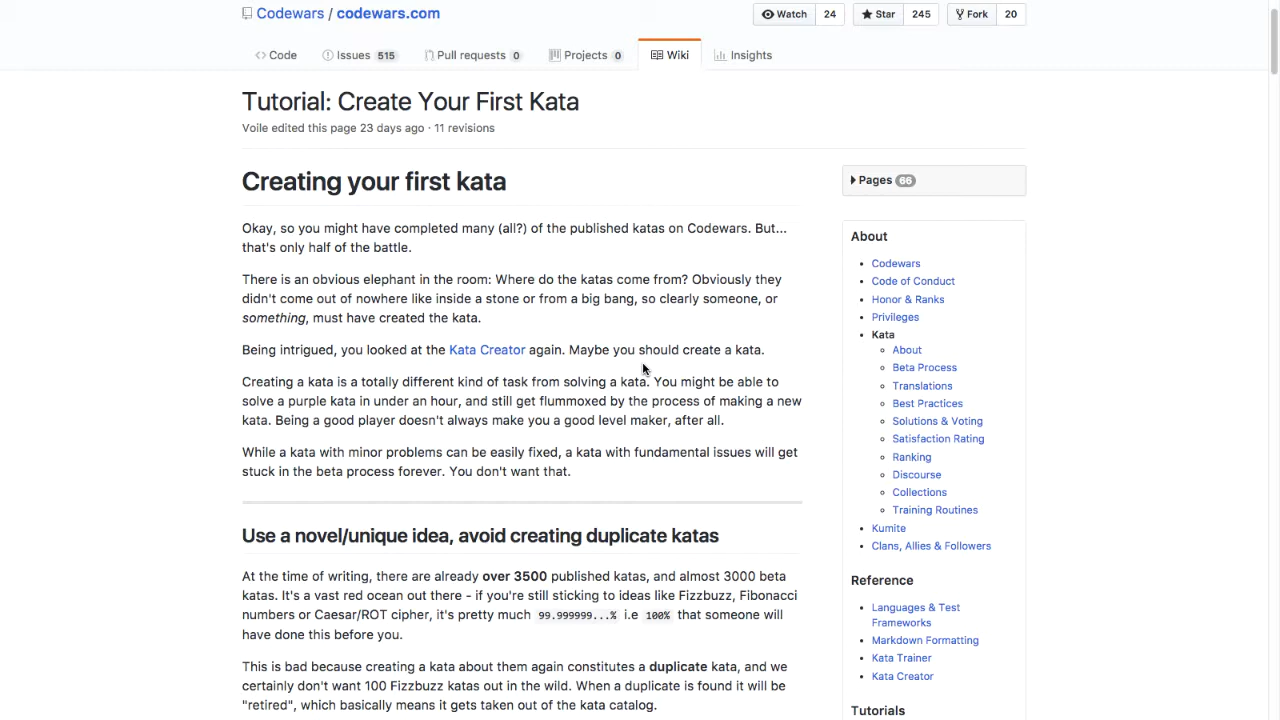 Codewars / codewars.com
Watch 24 Star 245 Fork 20
Code Issues 515 Pull requests 0 Projects 0 Wiki Insights
Tutorial: Create Your First Kata
Voile edited this page 23 days ago · 11 revisions
Creating your first kata
Okay, so you might have completed many (all?) of the published katas on Codewars. But...
that's only half of the battle.
There is an obvious elephant in the room: Where do the katas come from? Obviously they
didn't come out of nowhere like inside a stone or from a big bang, so clearly someone, or
something, must have created the kata.
Being intrigued, you looked at the Kata Creator again. Maybe you should create a kata.
Creating a kata is a totally different kind of task from solving a kata. You might be able to
solve a purple kata in under an hour, and still get flummoxed by the process of making a new
kata. Being a good player doesn't always make you a good level maker, after all.
While a kata with minor problems can be easily fixed, a kata with fundamental issues will get
stuck in the beta process forever. You don't want that.
Use a novel/unique idea, avoid creating duplicate katas
At the time of writing, there are already over 3500 published katas, and almost 3000 beta
katas. It's a vast red ocean out there - if you're still sticking to ideas like Fizzbuzz, Fibonacci
numbers or Caesar/ROT cipher, it's pretty much 99.999999...% i.e 100% that someone will
have done this before you.
This is bad because creating a kata about them again constitutes a duplicate kata, and we
certainly don't want 100 Fizzbuzz katas out in the wild. When a duplicate is found it will be
"retired", which basically means it gets taken out of the kata catalog.
Pages 66
About
Codewars
Code of Conduct
Honor & Ranks
Privileges
Kata
About
Beta Process
Translations
Best Practices
Solutions & Voting
Satisfaction Rating
Ranking
Discourse
Collections
Training Routines
Kumite
Clans, Allies & Followers
Reference
Languages & Test
Frameworks
Markdown Formatting
Kata Trainer
Kata Creator
Tutorials